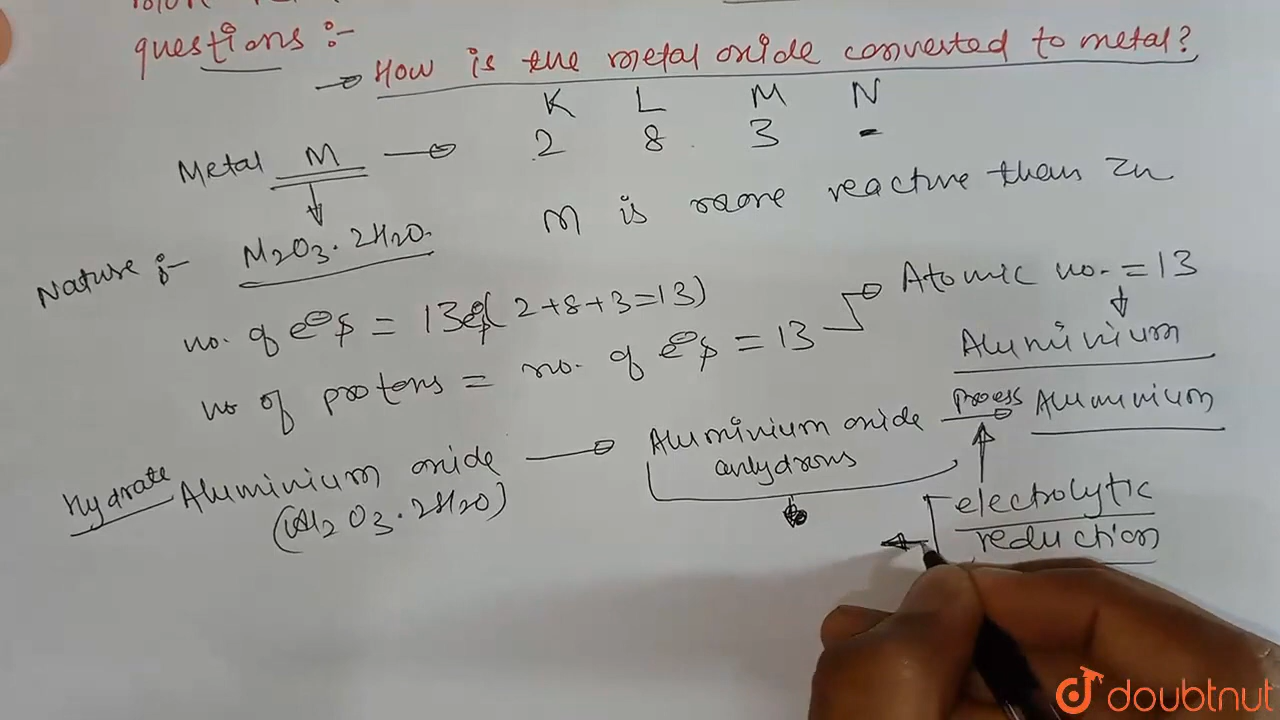 questions :-
→ How is the metal oxide converted to metal?
K L M N
Metal M → 2 8 3 -
M is more reactive than Zn
Nature :- M2O3.2H2O.
no. of e⊖s = 13e⊖s (2+8+3=13)
no of protons = no. of e⊖s = 13 → Atomic no. = 13
Aluminium
Hydrate Aluminium oxide → Aluminium oxide process → Aluminium
(Al2O3.2H2O) anhydrous
electrolytic
reduction
doubtnut